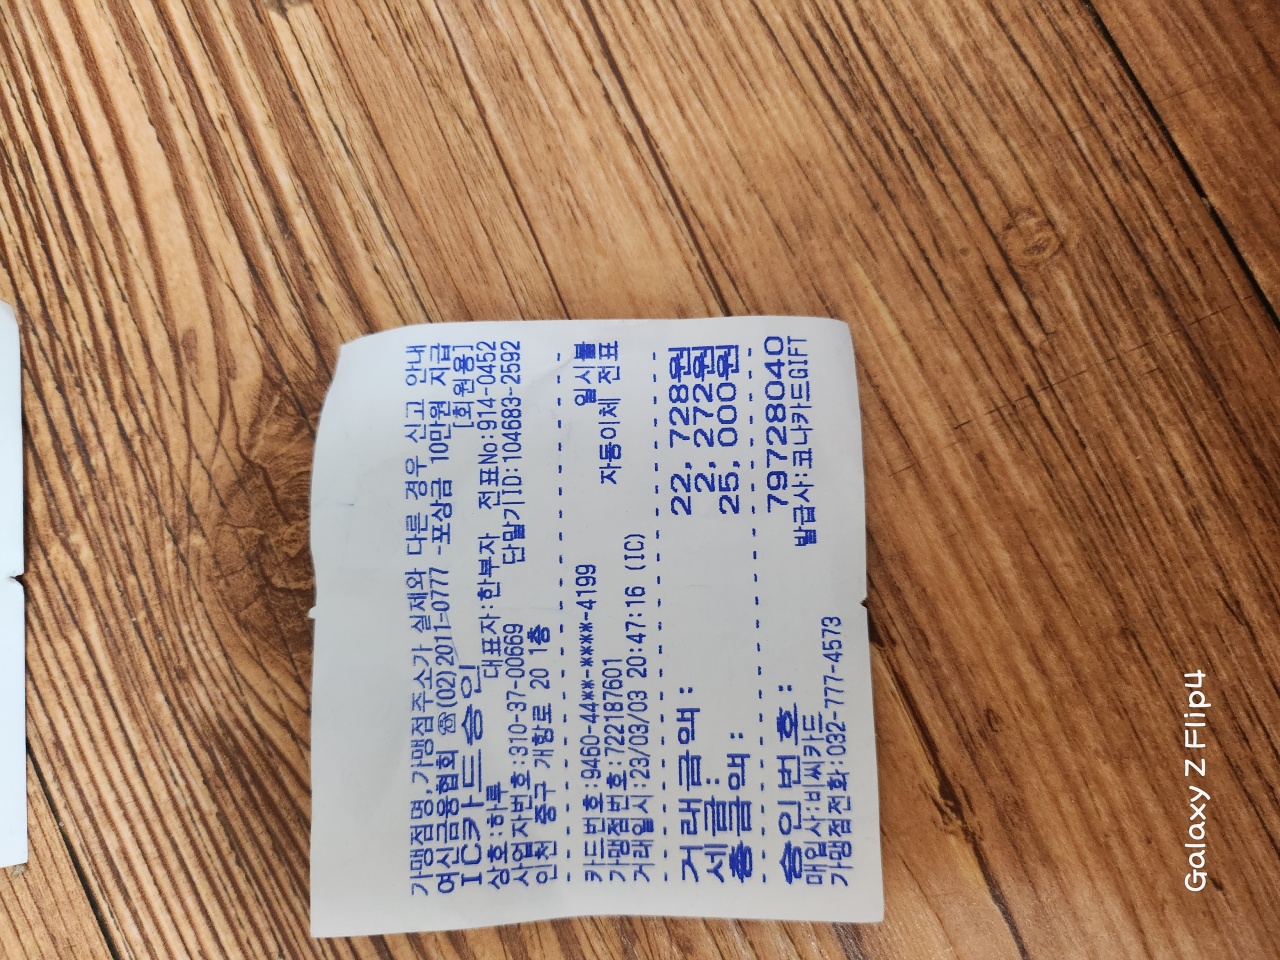 가맹점명,가맹점주소가 실제와 다른 경우 신고 안내
여신금융협회 ☎(02)2011-0777 -포상금 10만원 지급
IC카드승인 [회원용]
상호:하루 대표자:한부자 전표No:914-0452
사업자번호:310-37-00669 단말기ID:104683-2592
인천 중구 개항로 20 1층
카드번호:9460-44**-****-4199 일시불
가맹점번호:722187601 자동이체 전표
거래일시:23/03/03 20:47:16 (IC)
거래금액: 22,728원
세 금: 2,272원
총금액: 25,000원
승인번호: 79728040
매입사:비씨카드 발급사:코나카드GIFT
가맹점전화:032-777-4573
Galaxy Z Flip4